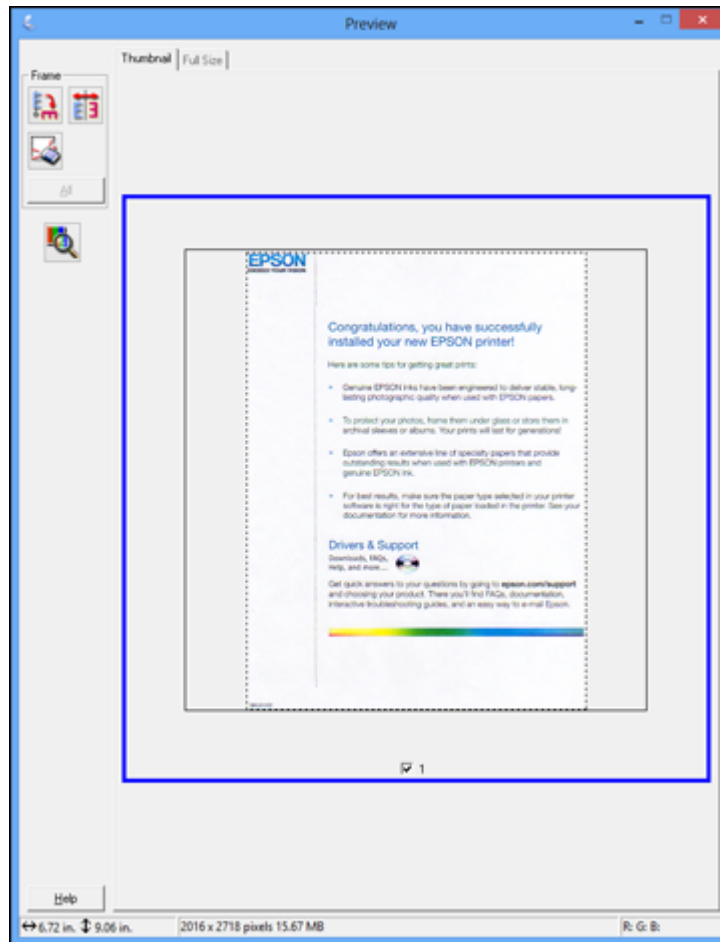 Preview
Thumbnail
Full Size
Frame
All
EPSON
EXCEED YOUR VISION
Congratulations, you have successfully
installed your new EPSON printer!
Here are some tips for getting great prints:
Genuine EPSON inks have been engineered to deliver stable, long-
lasting photographic quality when used with EPSON papers.
To protect your photos, frame them under glass or store them in
archival sleeves or albums. Your prints will last for generations!
Epson offers an extensive line of specialty papers that provide
outstanding results when used with EPSON printers and
genuine EPSON ink.
For best results, make sure the paper type selected in your printer
software is right for the type of paper loaded in the printer. See your
documentation for more information.
Drivers & Support
Downloads, FAQs,
Help, and more....
Get quick answers to your questions by going to epson.com/support
and choosing your product. There you'll find FAQs, documentation,
interactive troubleshooting guides, and an easy way to e-mail Epson.
1
Help
6.72 in. 9.06 in. 2016 x 2718 pixels 15.67 MB R: G: B: